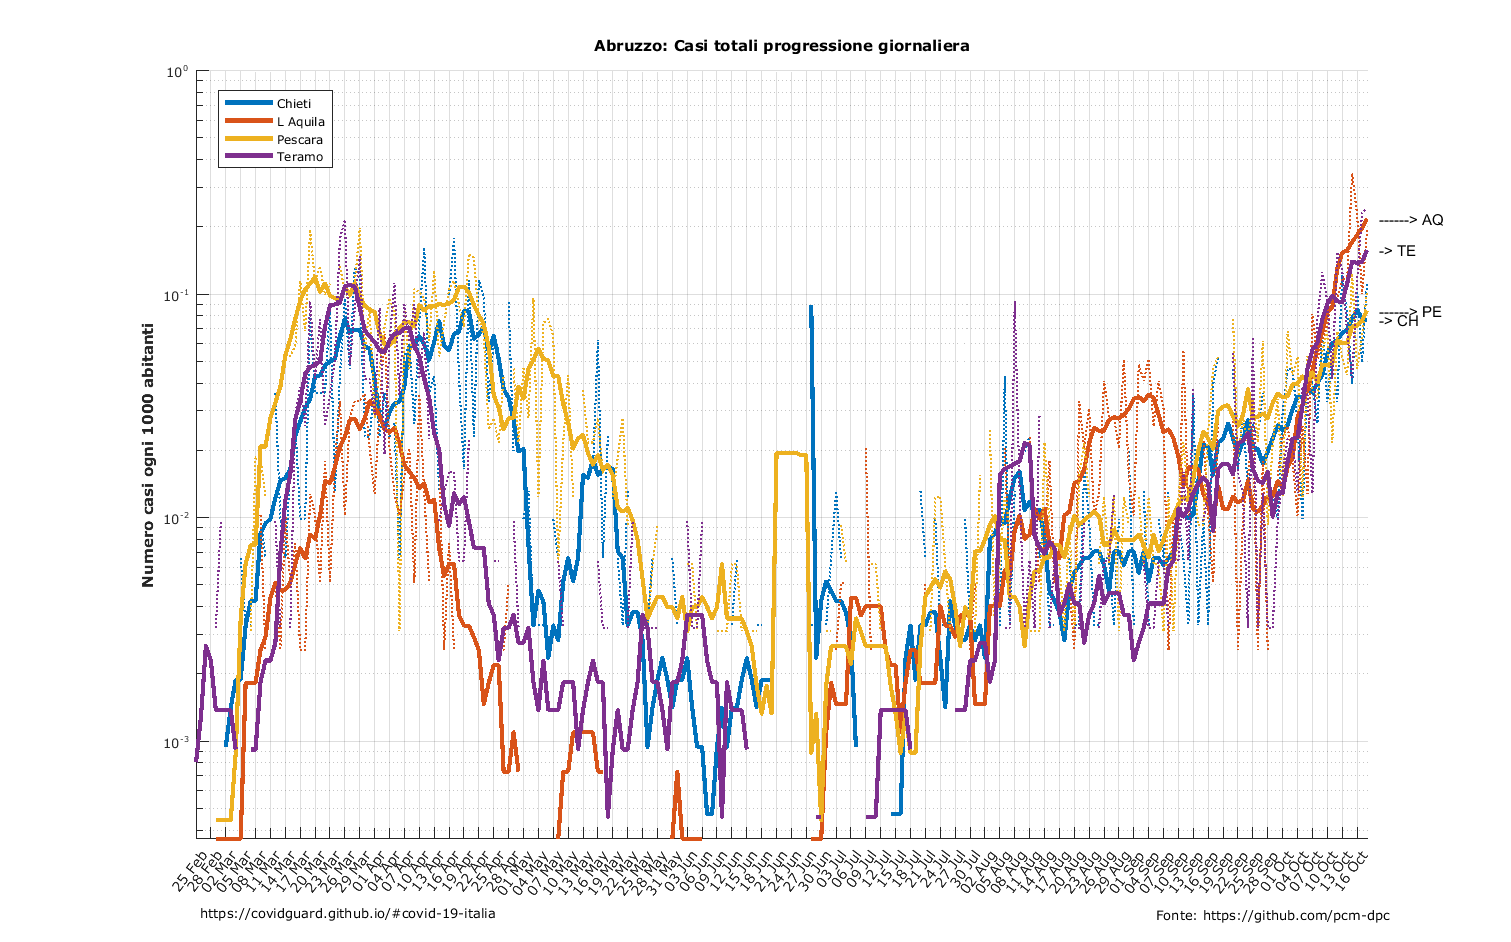 Abruzzo: Casi totali progressione giornaliera
10⁰
10⁻¹
10⁻²
10⁻³
Numero casi ogni 1000 abitanti
Chieti
L Aquila
Pescara
Teramo
------> AQ
-> TE
------> PE
-> CH
25 Feb
28 Feb
02 Mar
05 Mar
08 Mar
11 Mar
14 Mar
17 Mar
20 Mar
23 Mar
26 Mar
29 Mar
01 Apr
04 Apr
07 Apr
10 Apr
13 Apr
16 Apr
19 Apr
22 Apr
25 Apr
28 Apr
01 May
04 May
07 May
10 May
13 May
16 May
19 May
22 May
25 May
28 May
31 May
03 Jun
06 Jun
09 Jun
12 Jun
15 Jun
18 Jun
21 Jun
24 Jun
27 Jun
30 Jun
03 Jul
06 Jul
09 Jul
12 Jul
15 Jul
18 Jul
21 Jul
24 Jul
27 Jul
30 Jul
02 Aug
05 Aug
08 Aug
11 Aug
14 Aug
17 Aug
20 Aug
23 Aug
26 Aug
29 Aug
01 Sep
04 Sep
07 Sep
10 Sep
13 Sep
16 Sep
19 Sep
22 Sep
25 Sep
28 Sep
01 Oct
04 Oct
07 Oct
10 Oct
13 Oct
16 Oct
https://covidguard.github.io/#covid-19-italia
Fonte: https://github.com/pcm-dpc